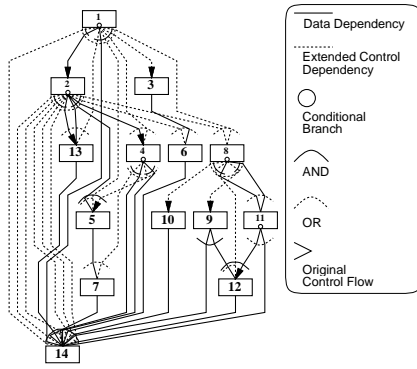 1
2
3
13
4
6
8
5
10
9
11
7
12
14
Data Dependency
Extended Control
Dependency
Conditional
Branch
AND
OR
Original
Control Flow